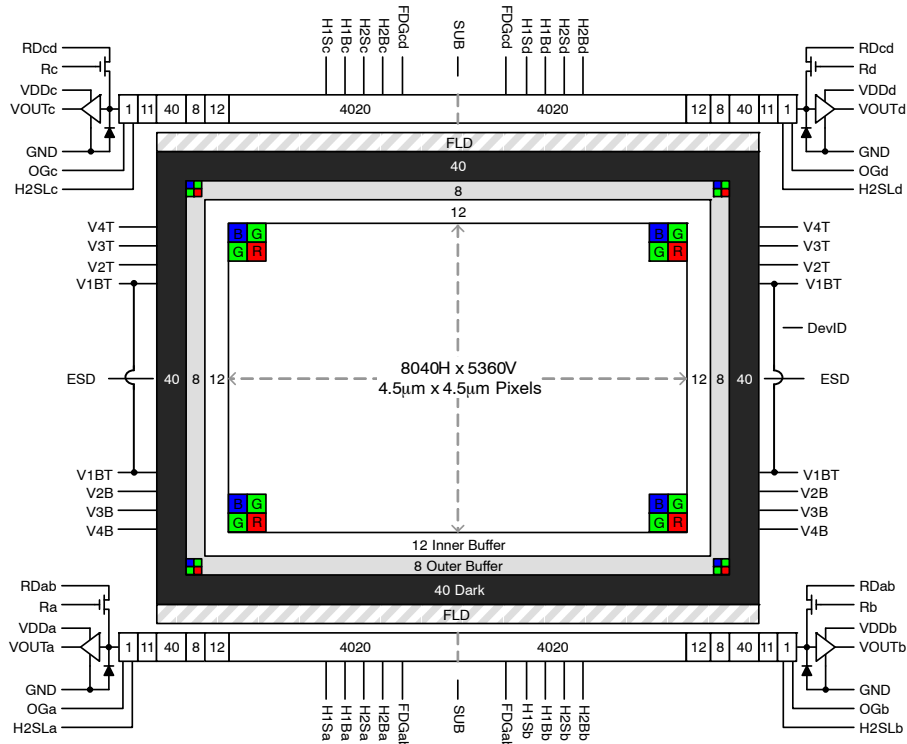 H1Sc H1Bc H2Sc H2Bc FDGcd SUB FDGcd H1Sd H1Bd H2Sd H2Bd
RDcd RDcd
Rc Rd
VDDc VDDd
VOUTc 1 11 40 8 12 4020 4020 12 8 40 11 1 VOUTd
GND FLD GND
OGc 40 OGd
H2SLc 8 H2SLd
12
V4T B G B G V4T
V3T G R G R V3T
V2T V2T
V1BT V1BT
DevID
8040H x 5360V
ESD 40 8 12 12 8 40 ESD
4.5μm x 4.5μm Pixels
V1BT V1BT
V2B B G B G V2B
V3B G R G R V3B
V4B V4B
12 Inner Buffer
8 Outer Buffer
RDab 40 Dark RDab
Ra FLD Rb
VDDa VDDb
VOUTa 1 11 40 8 12 4020 4020 12 8 40 11 1 VOUTb
GND GND
OGa OGb
H2SLa H2SLb
H1Sa H1Ba H2Sa H2Ba FDGab SUB FDGab H1Sb H1Bb H2Sb H2Bb